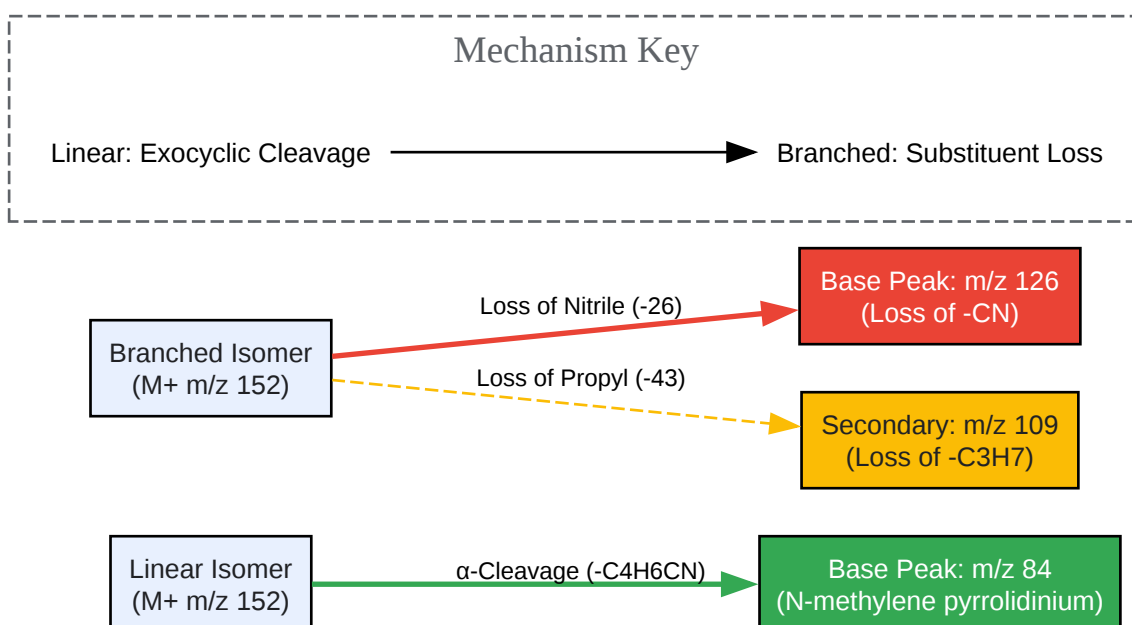 Mechanism Key
Linear: Exocyclic Cleavage
Branched: Substituent Loss
Branched Isomer
(M+ m/z 152)
Loss of Nitrile (-26)
Base Peak: m/z 126
(Loss of -CN)
Loss of Propyl (-43)
Secondary: m/z 109
(Loss of -C3H7)
Linear Isomer
(M+ m/z 152)
α-Cleavage (-C4H6CN)
Base Peak: m/z 84
(N-methylene pyrrolidinium)